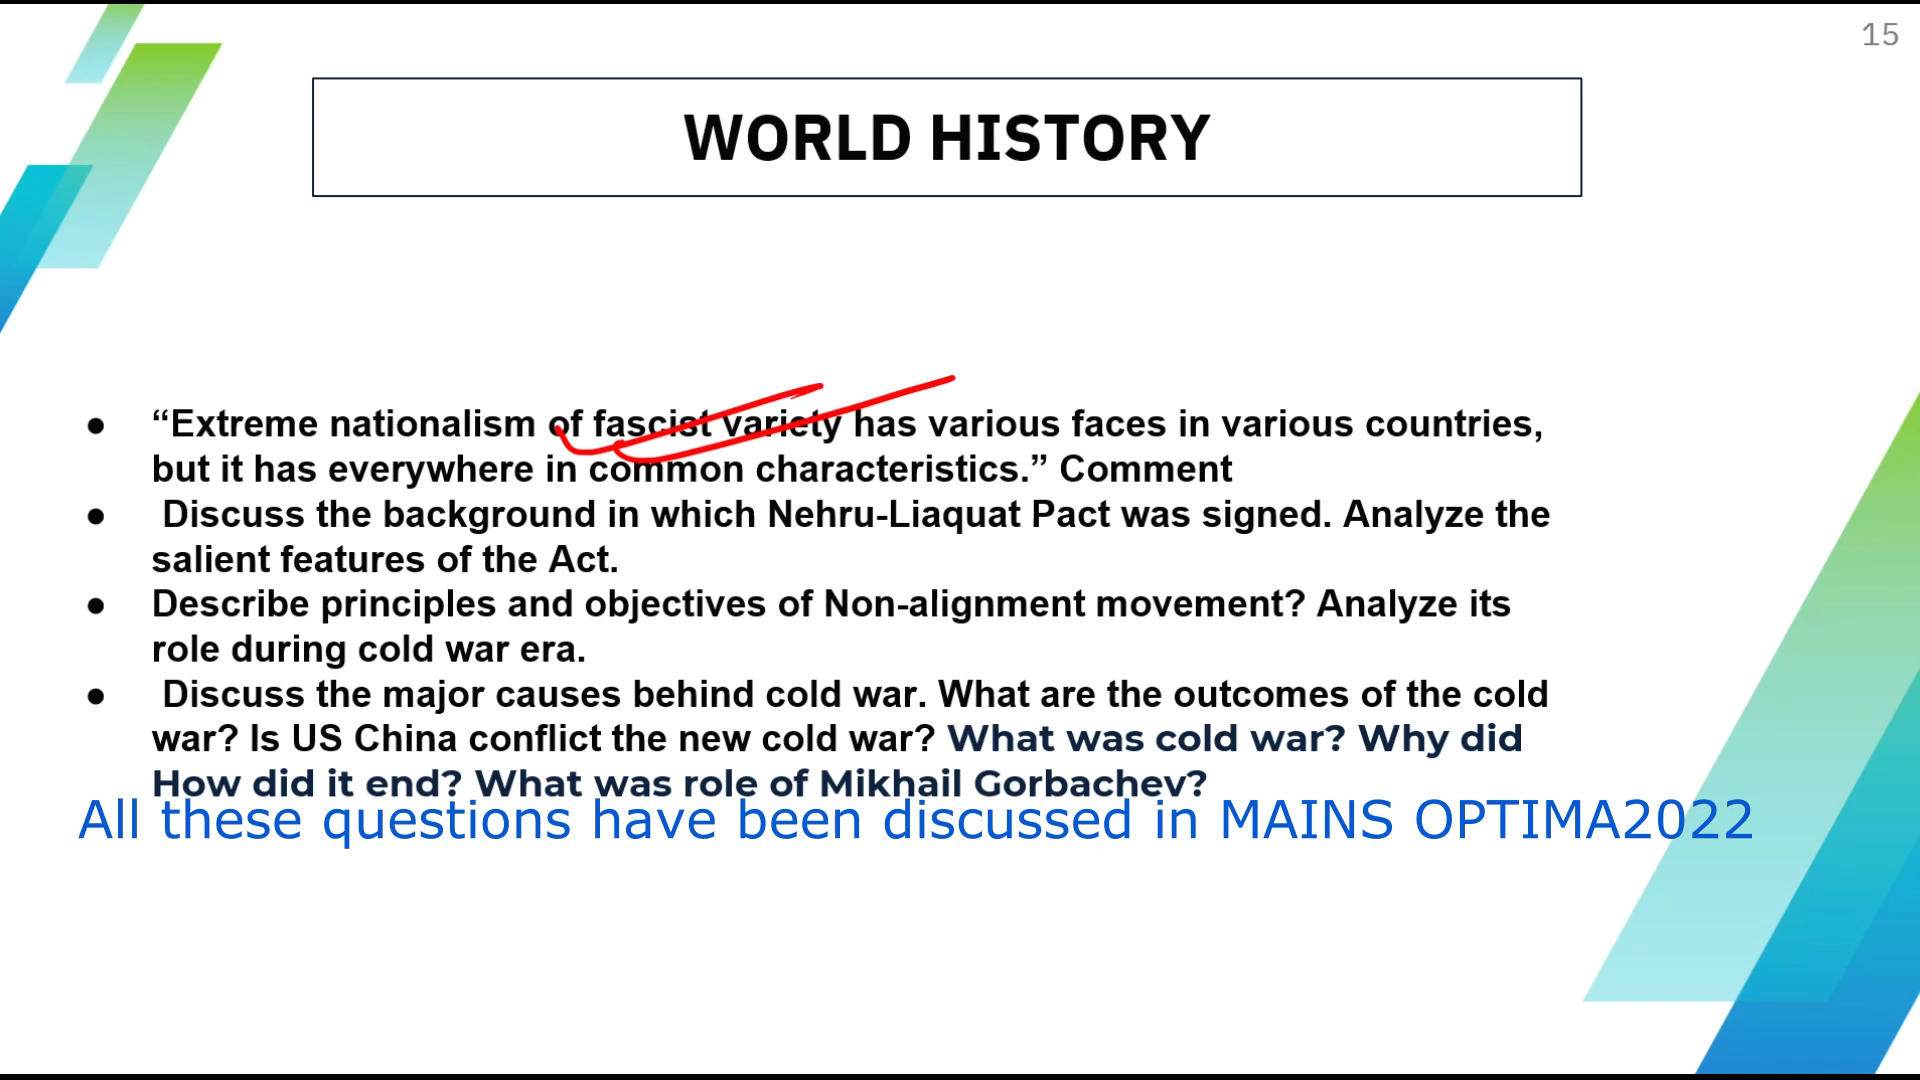 15
WORLD HISTORY
● “Extreme nationalism of fascist variety has various faces in various countries,
but it has everywhere in common characteristics.” Comment
● Discuss the background in which Nehru-Liaquat Pact was signed. Analyze the
salient features of the Act.
● Describe principles and objectives of Non-alignment movement? Analyze its
role during cold war era.
● Discuss the major causes behind cold war. What are the outcomes of the cold
war? Is US China conflict the new cold war? What was cold war? Why did
How did it end? What was role of Mikhail Gorbachev?
All these questions have been discussed in MAINS OPTIMA2022